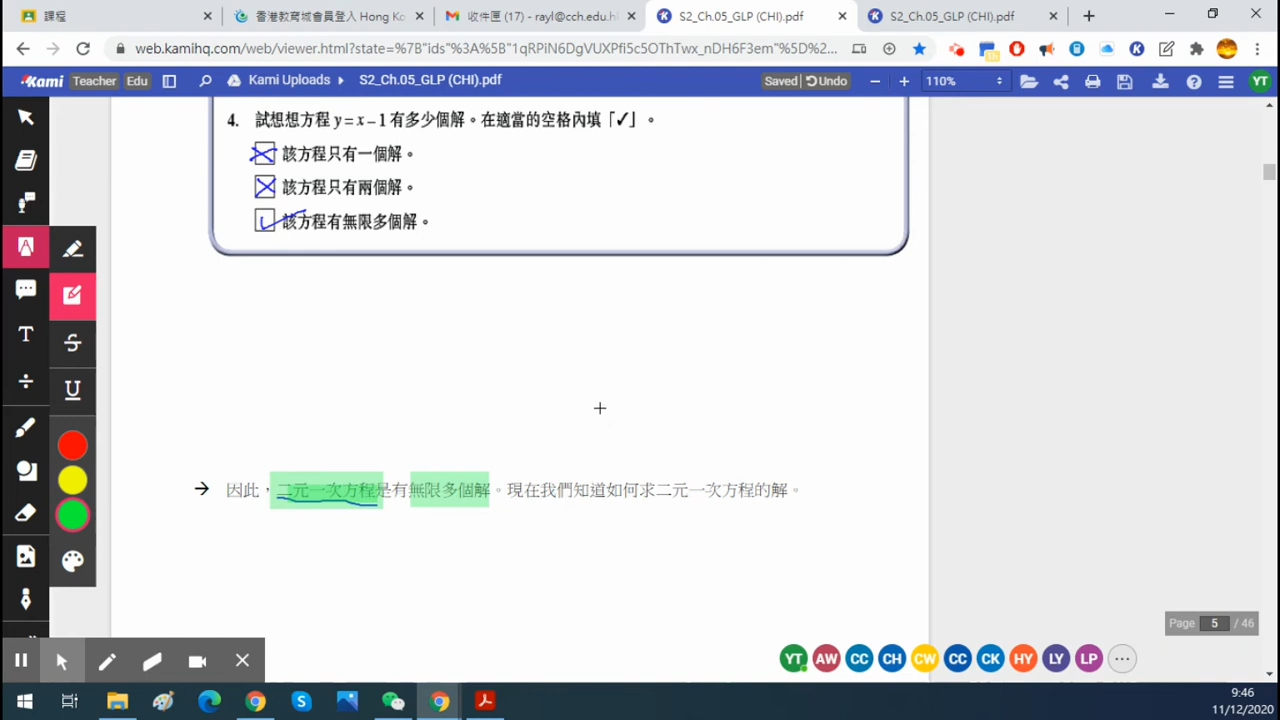 課程
香港教育城會員登入 Hong Ko
收件匣 (17) - rayl@cch.edu.h
S2_Ch.05_GLP (CHI).pdf
S2_Ch.05_GLP (CHI).pdf
web.kamihq.com/web/viewer.html?state=%7B"ids"%3A%5B"1qRPiN6DgVUXPfi5c5OThTwx_nDH6F3em"%5D%2...
Kami Teacher Edu Kami Uploads S2_Ch.05_GLP (CHI).pdf Saved Undo 110% YT
4. 試想想方程 y = x – 1 有多少個解。在適當的空格內填「✓」。
該方程只有一個解。
該方程只有兩個解。
該方程有無限多個解。
→ 因此，二元一次方程是有無限多個解。現在我們知道如何求二元一次方程的解。
Page 5 / 46
YT AW CC CH CW CC CK HY LY LP ...
9:46
11/12/2020